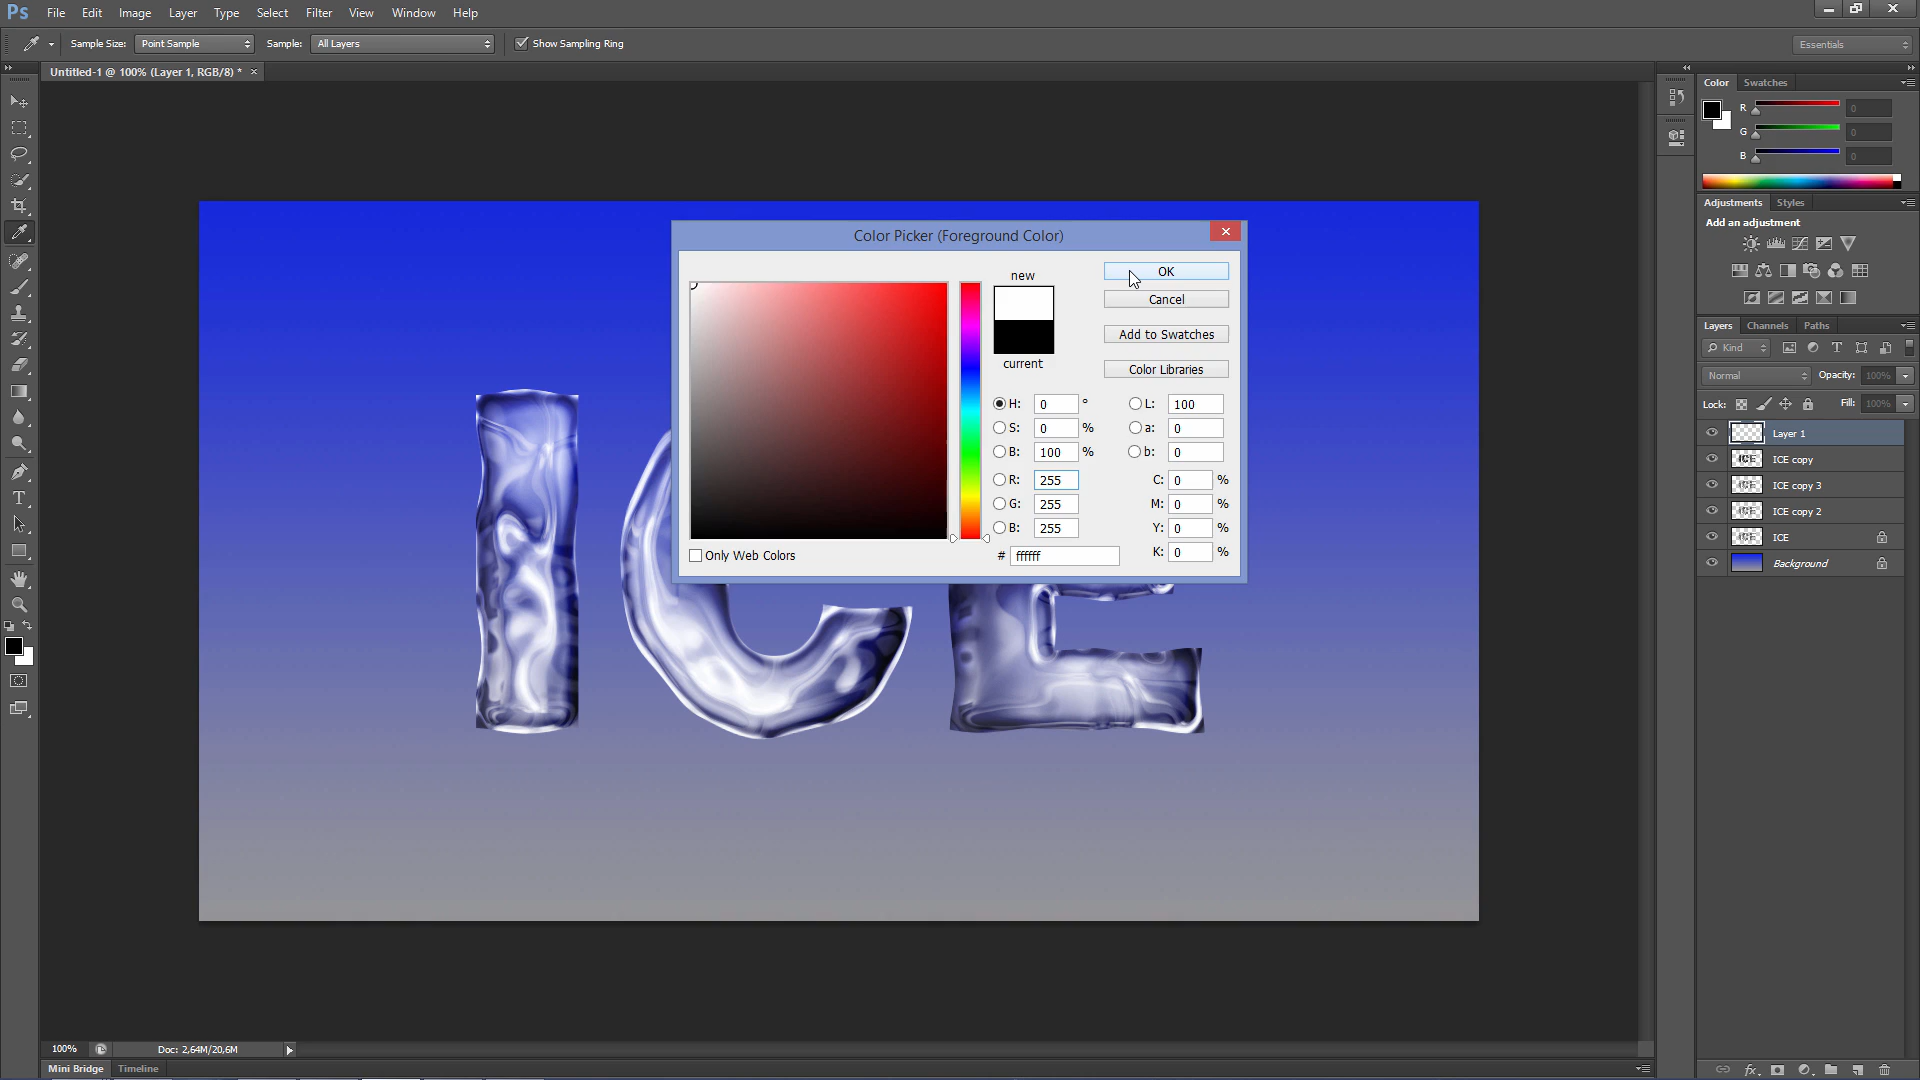 Ps File Edit Image Layer Type Select Filter View Window Help
Sample Size: Point Sample Sample: All Layers Show Sampling Ring Essentials
Untitled-1 @ 100% (Layer 1, RGB/8) * ×
Color Swatches
R 0
G 0
B 0
Adjustments Styles
Add an adjustment
Layers Channels Paths
Kind
Normal Opacity: 100%
Lock: Fill: 100%
Layer 1
ICE copy
ICE copy 3
ICE copy 2
ICE
Background
Color Picker (Foreground Color)
new
current
OK
Cancel
Add to Swatches
Color Libraries
H: 0 ° L: 100
S: 0 % a: 0
B: 100 % b: 0
R: 255 C: 0 %
G: 255 M: 0 %
B: 255 Y: 0 %
# ffffff K: 0 %
Only Web Colors
ICE
100% Doc: 2,64M/20,6M
Mini Bridge Timeline